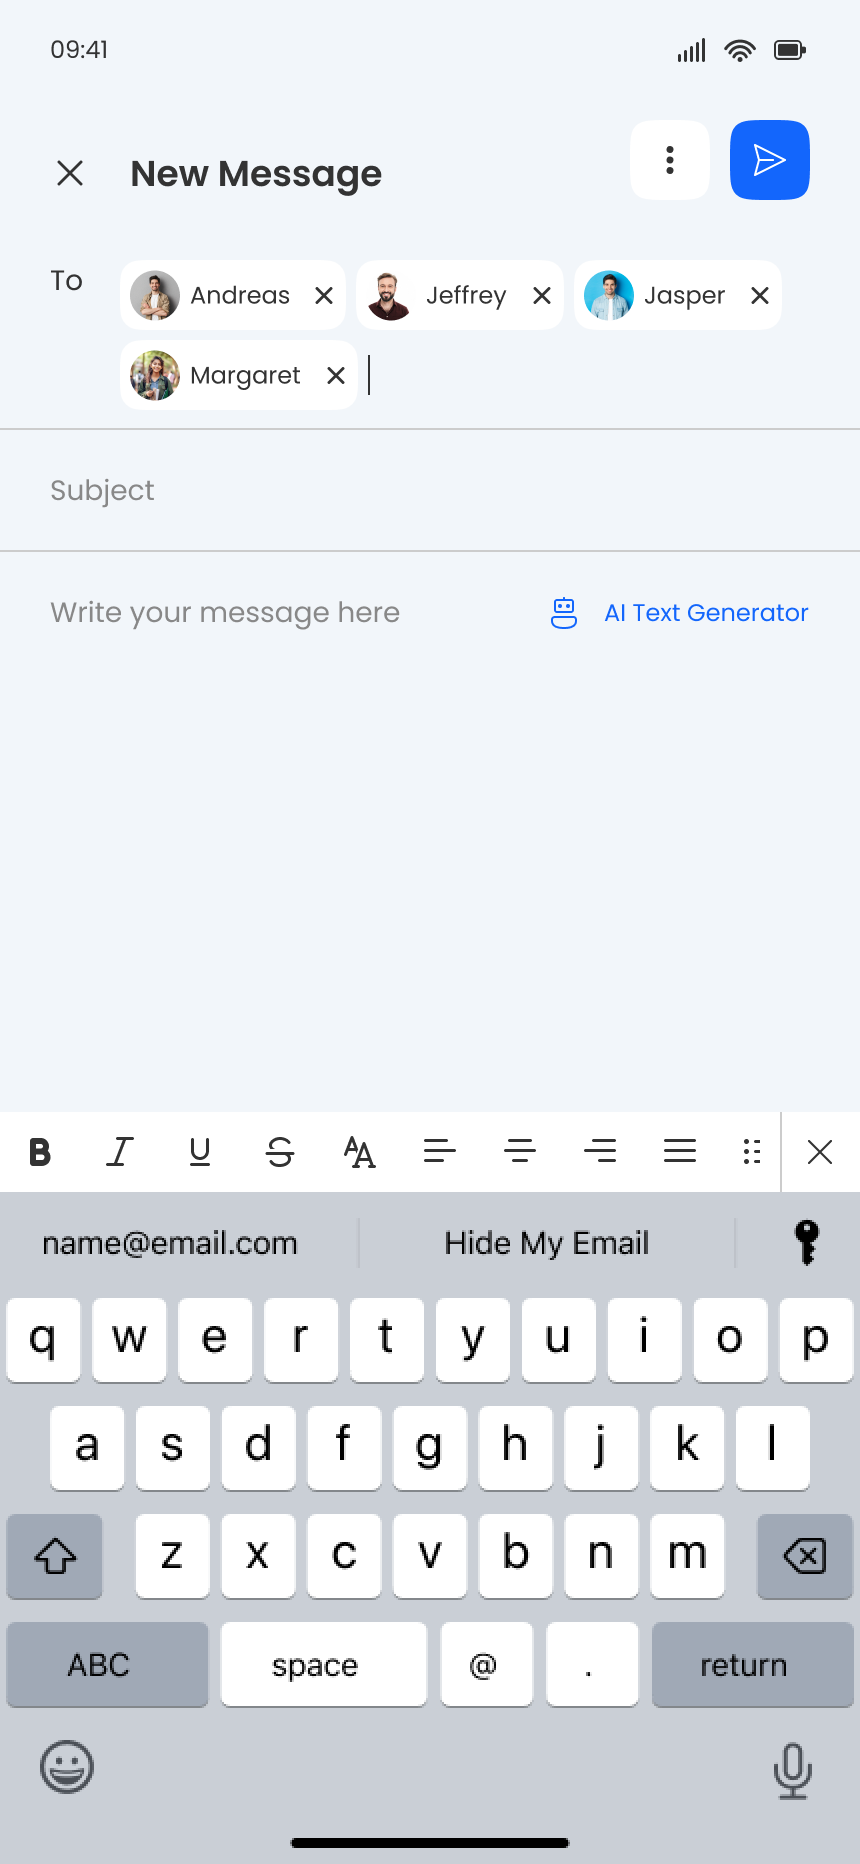 09:41
New Message
To
Andreas
Jeffrey
Jasper
Margaret
Subject
Write your message here
AI Text Generator
B I U S AA
name@email.com
Hide My Email
q w e r t y u i o p
a s d f g h j k l
z x c v b n m
ABC space @ . return